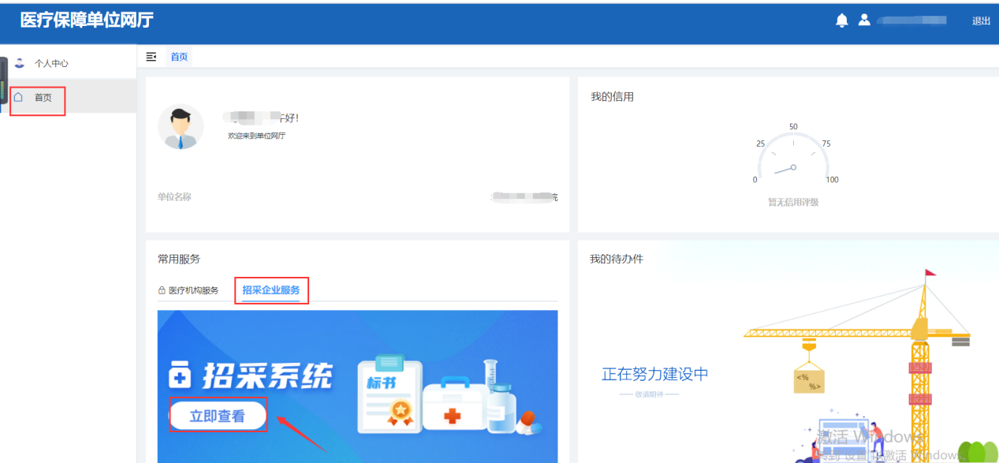 医疗保障单位网厅
退出
个人中心
首页
首页
午好!
欢迎来到单位网厅
单位名称
院
我的信用
0
25
50
75
100
暂无信用评级
常用服务
医疗机构服务
招采企业服务
招采系统
立即查看
标书
我的待办件
正在努力建设中
敬请期待
<%
%>
激活 Windows
转到"设置"以激活 Windows。